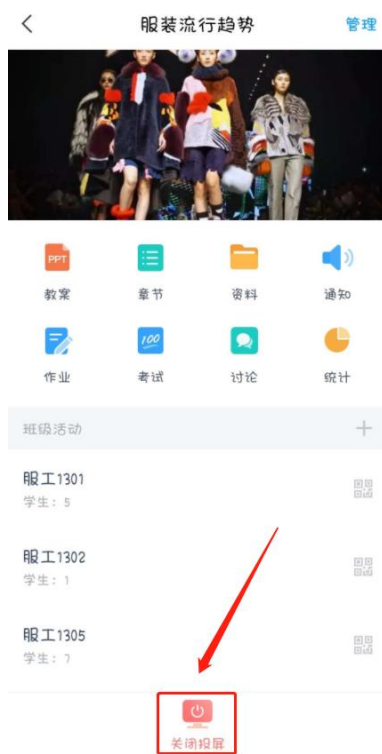 服装流行趋势 管理
PPT 100
教案 章节 资料 通知
作业 考试 讨论 统计
班级活动
服工1301
学生：5
服工1302
学生：1
服工1305
学生：7
关闭投屏